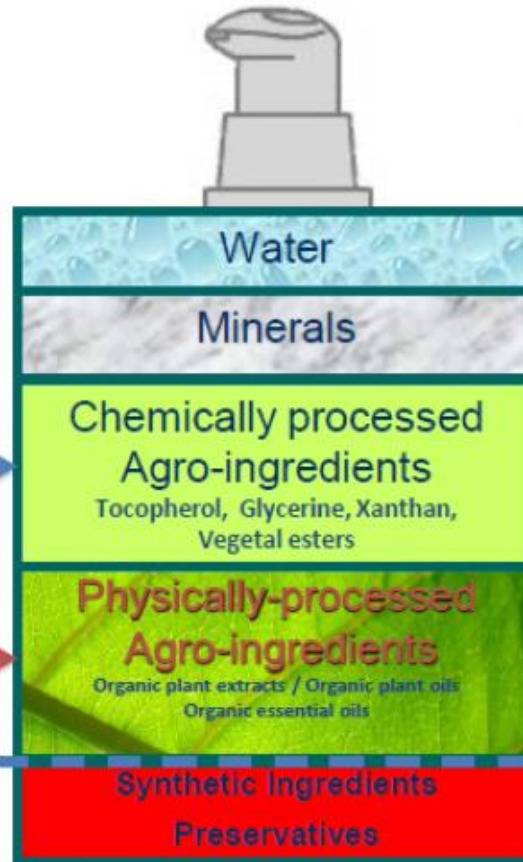 Water
Minerals
Chemically processed
Agro-ingredients
Tocopherol, Glycerine, Xanthan,
Vegetal esters
Physically-processed
Agro-ingredients
Organic plant extracts / Organic plant oils
Organic essential oils
Synthetic Ingredients
Preservatives